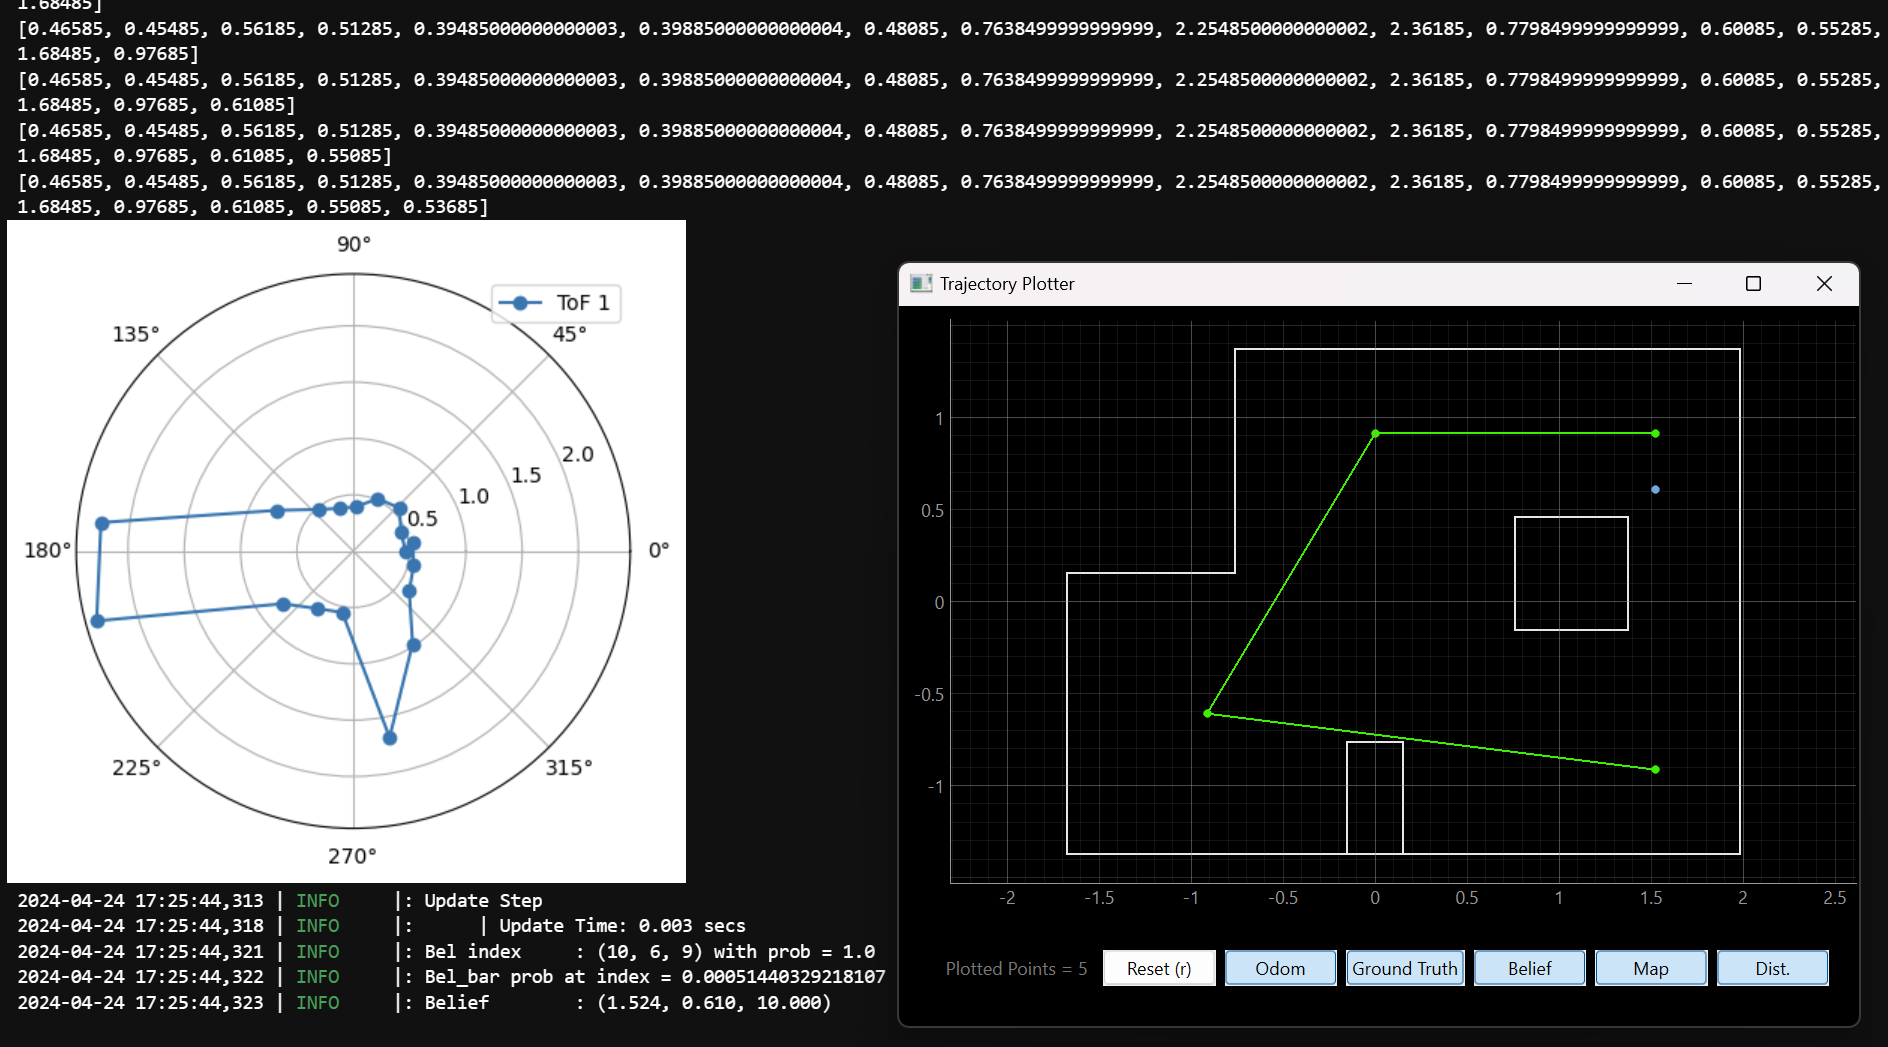 1.68485]
[0.46585, 0.45485, 0.56185, 0.51285, 0.39485000000000003, 0.39885000000000004, 0.48085, 0.7638499999999999, 2.2548500000000002, 2.36185, 0.7798499999999999, 0.60085, 0.55285,
1.68485, 0.97685]
[0.46585, 0.45485, 0.56185, 0.51285, 0.39485000000000003, 0.39885000000000004, 0.48085, 0.7638499999999999, 2.2548500000000002, 2.36185, 0.7798499999999999, 0.60085, 0.55285,
1.68485, 0.97685, 0.61085]
[0.46585, 0.45485, 0.56185, 0.51285, 0.39485000000000003, 0.39885000000000004, 0.48085, 0.7638499999999999, 2.2548500000000002, 2.36185, 0.7798499999999999, 0.60085, 0.55285,
1.68485, 0.97685, 0.61085, 0.55085]
[0.46585, 0.45485, 0.56185, 0.51285, 0.39485000000000003, 0.39885000000000004, 0.48085, 0.7638499999999999, 2.2548500000000002, 2.36185, 0.7798499999999999, 0.60085, 0.55285,
1.68485, 0.97685, 0.61085, 0.55085, 0.53685]
90°
ToF 1
135°
45°
2.0
1.5
1.0
0.5
180°
0°
225°
315°
270°
Trajectory Plotter
1
0.5
0
-0.5
-1
-2 -1.5 -1 -0.5 0 0.5 1 1.5 2 2.5
Plotted Points = 5 Reset (r) Odom Ground Truth Belief Map Dist.
2024-04-24 17:25:44,313 | INFO |: Update Step
2024-04-24 17:25:44,318 | INFO |: | Update Time: 0.003 secs
2024-04-24 17:25:44,321 | INFO |: Bel index : (10, 6, 9) with prob = 1.0
2024-04-24 17:25:44,322 | INFO |: Bel_bar prob at index = 0.00051440329218107
2024-04-24 17:25:44,323 | INFO |: Belief : (1.524, 0.610, 10.000)